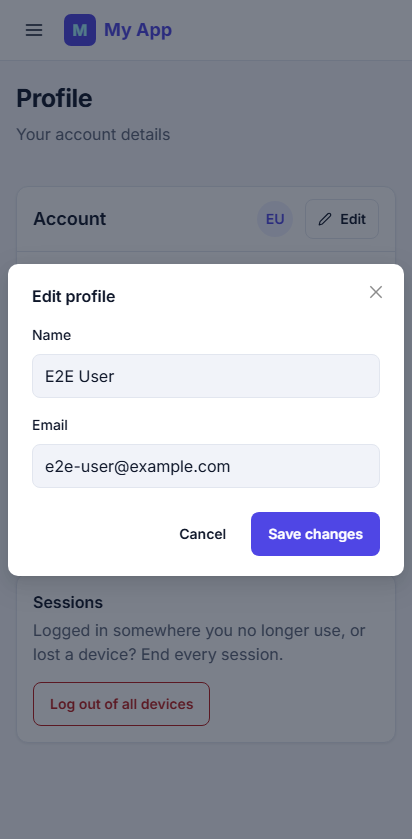 M My App
Profile
Your account details
Account EU Edit
Edit profile
Name
E2E User
Email
e2e-user@example.com
Cancel Save changes
Sessions
Logged in somewhere you no longer use, or
lost a device? End every session.
Log out of all devices